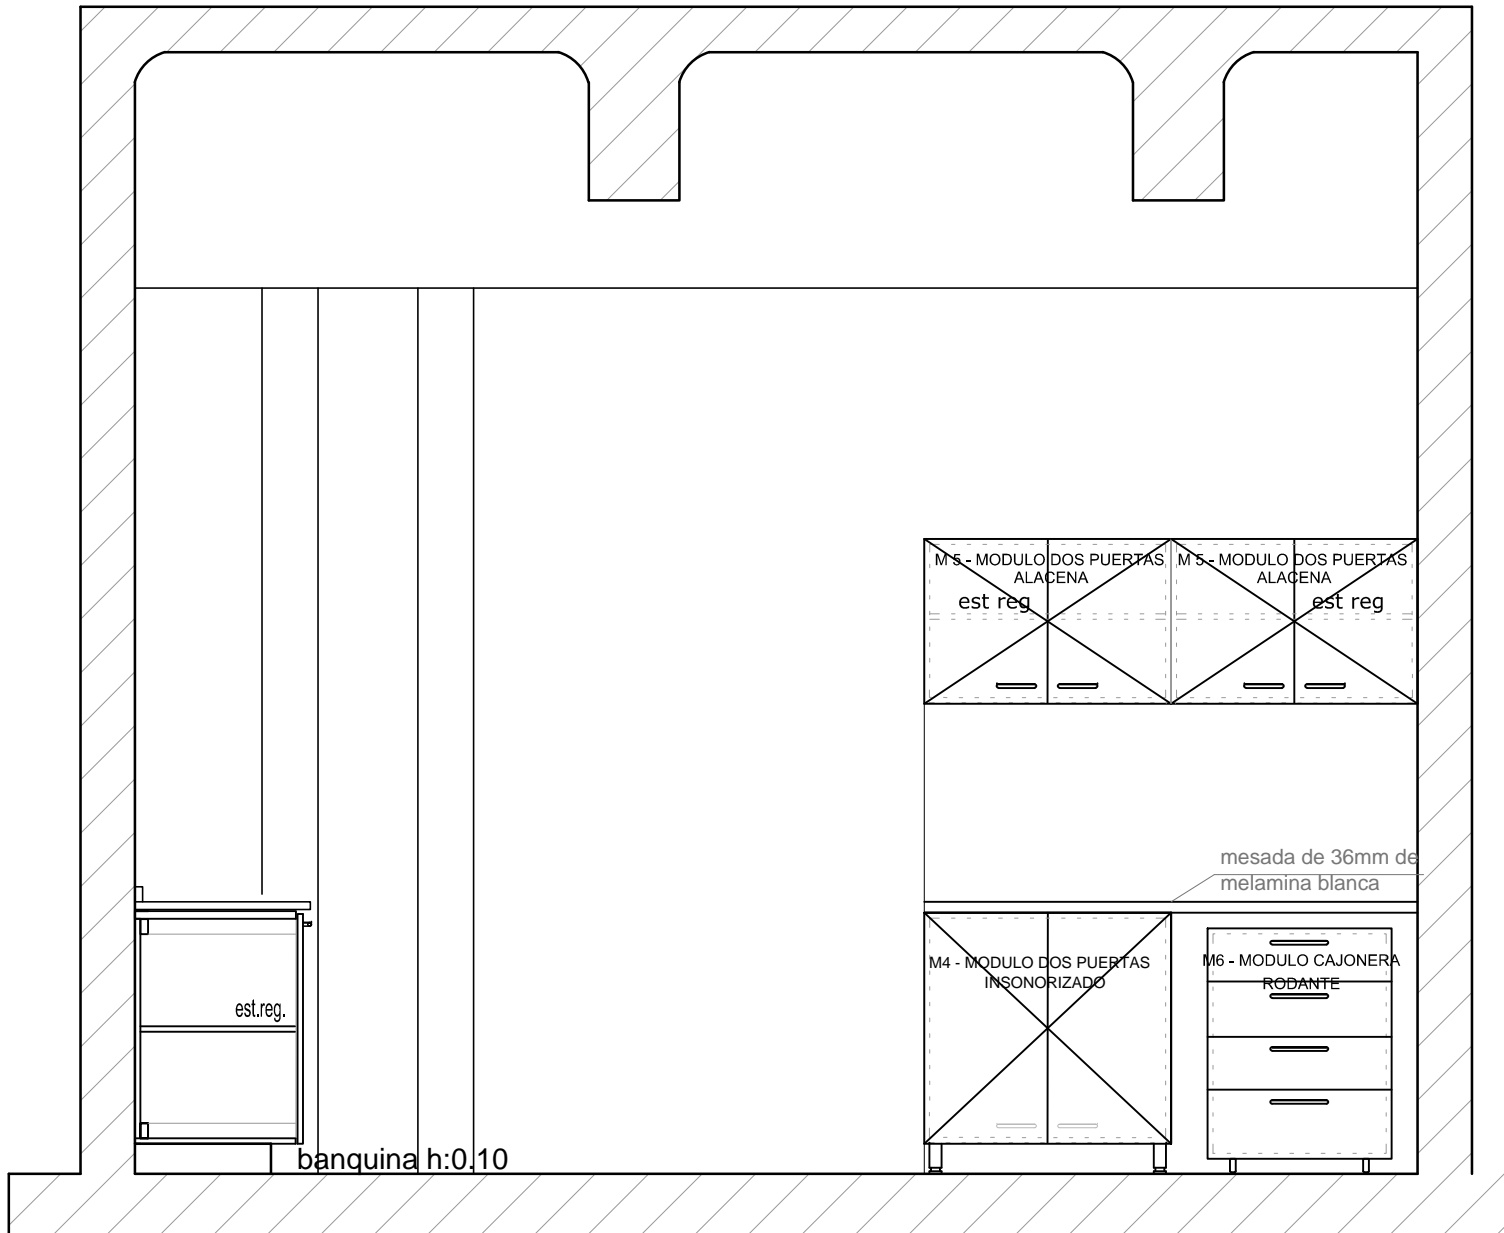 M 5 - MODULO DOS PUERTAS
ALACENA
est reg
M 5 - MODULO DOS PUERTAS
ALACENA
est reg
mesada de 36mm de
melamina blanca
M4 - MODULO DOS PUERTAS
INSONORIZADO
M6 - MODULO CAJONERA
RODANTE
est.reg.
banquina h:0.10